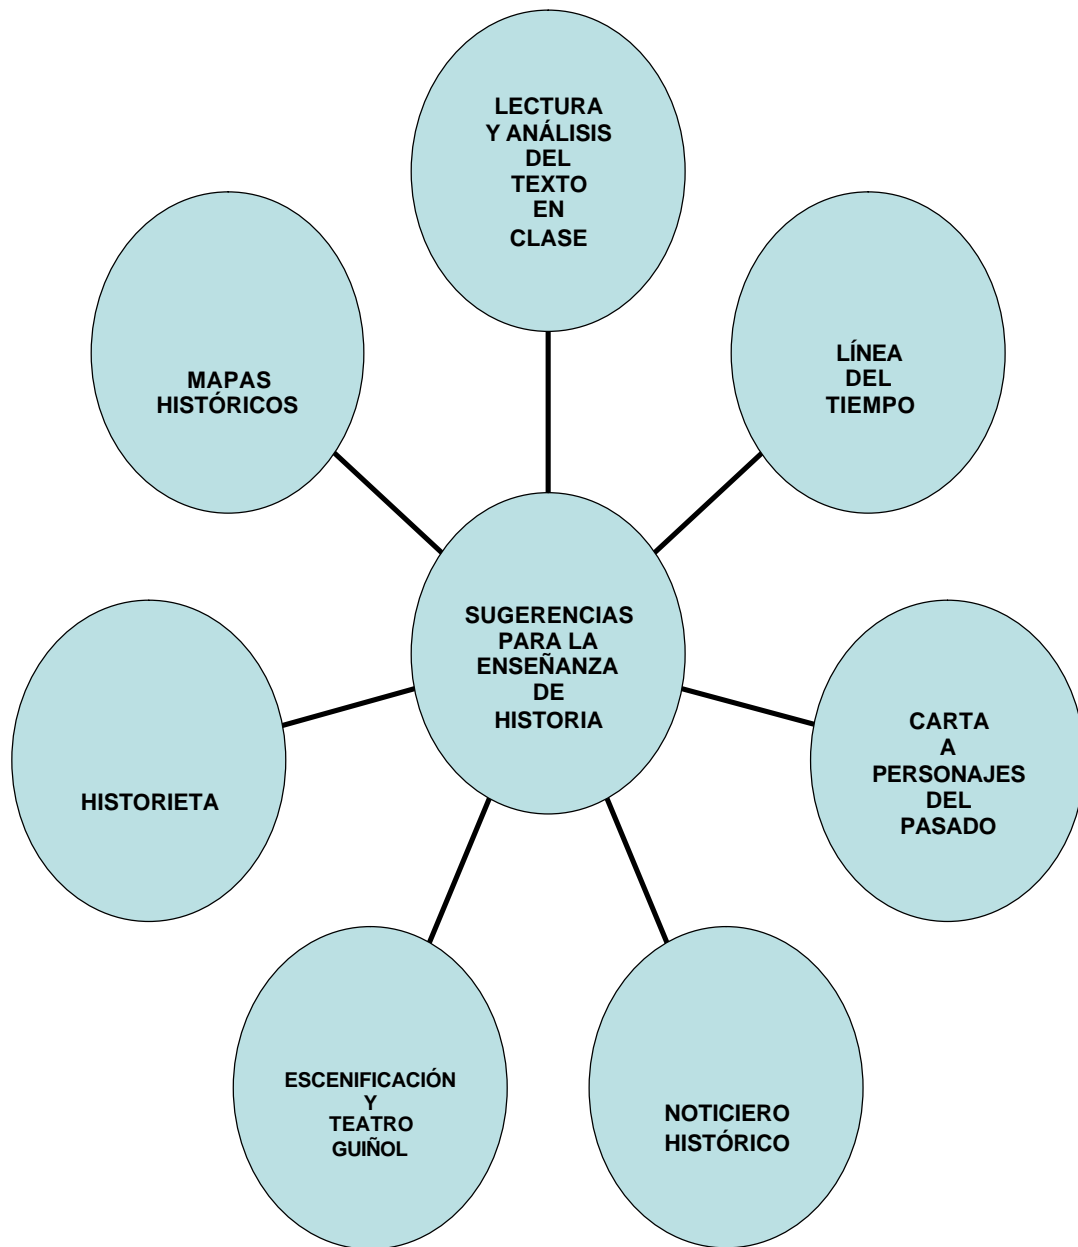 LECTURA
Y ANÁLISIS
DEL
TEXTO
EN
CLASE
LÍNEA
DEL
TIEMPO
MAPAS
HISTÓRICOS
SUGERENCIAS
PARA LA
ENSEÑANZA
DE
HISTORIA
CARTA
A
PERSONAJES
DEL
PASADO
HISTORIETA
ESCENIFICACIÓN
Y
TEATRO
GUIÑOL
NOTICIERO
HISTÓRICO